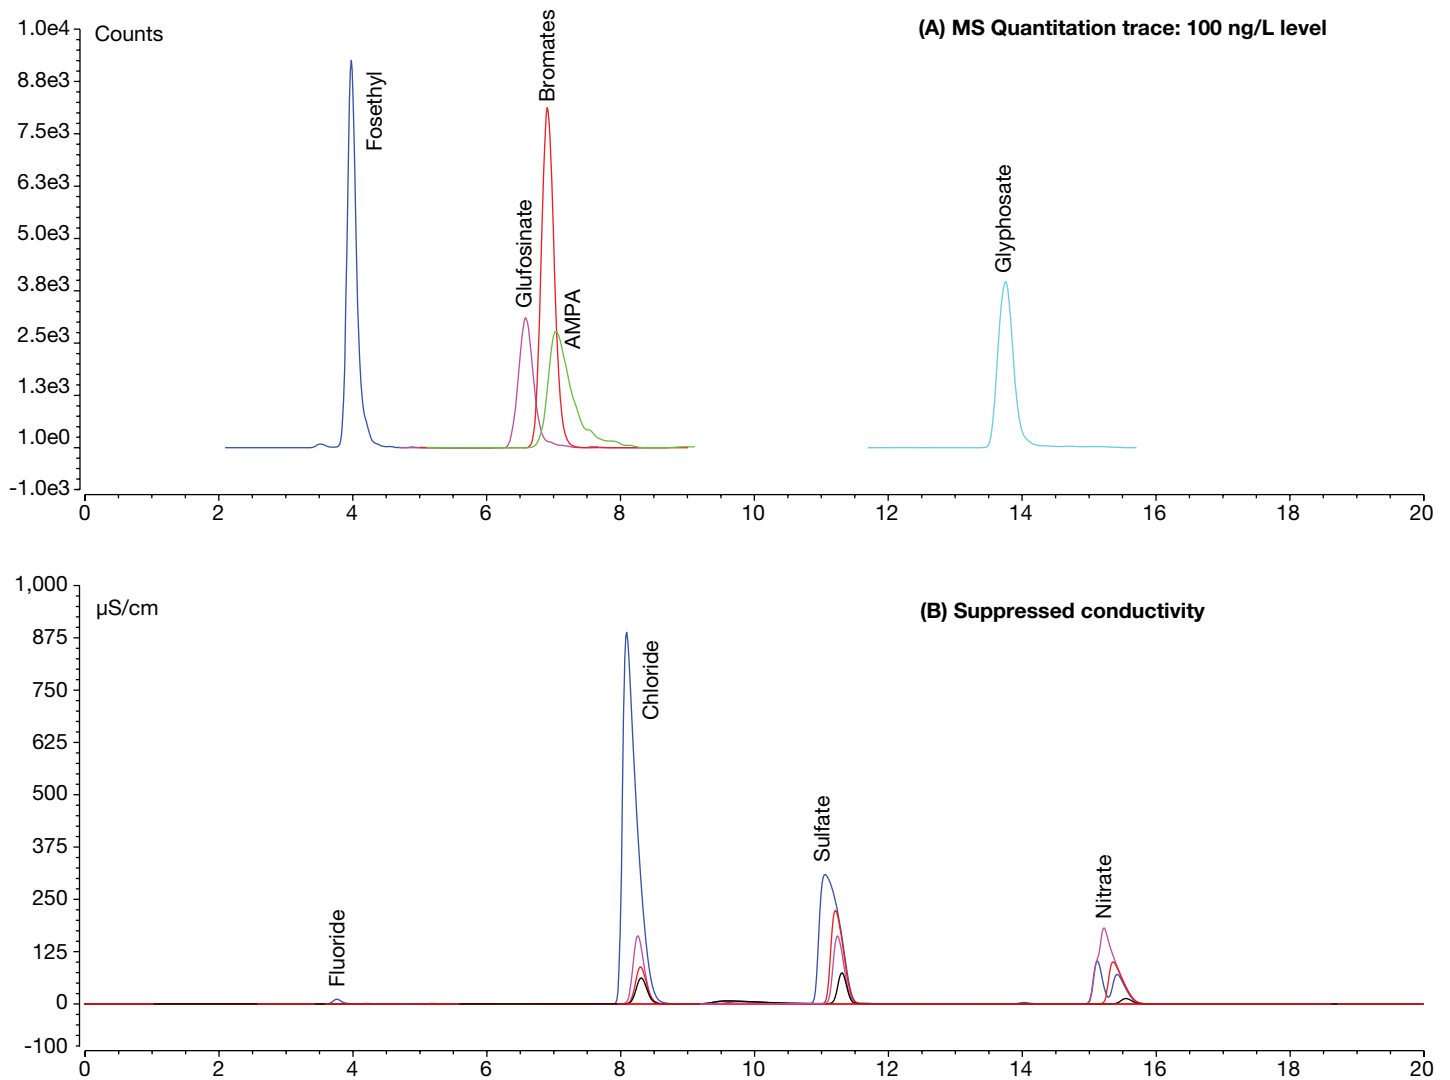 (A) MS Quantitation trace: 100 ng/L level
Counts
1.0e4
8.8e3
7.5e3
6.3e3
5.0e3
3.8e3
2.5e3
1.3e3
1.0e0
-1.0e3
Fosethyl
Glufosinate
Bromates
AMPA
Glyphosate
0 2 4 6 8 10 12 14 16 18 20
(B) Suppressed conductivity
µS/cm
1,000
875
750
625
500
375
250
125
0
-100
Fluoride
Chloride
Sulfate
Nitrate
0 2 4 6 8 10 12 14 16 18 20